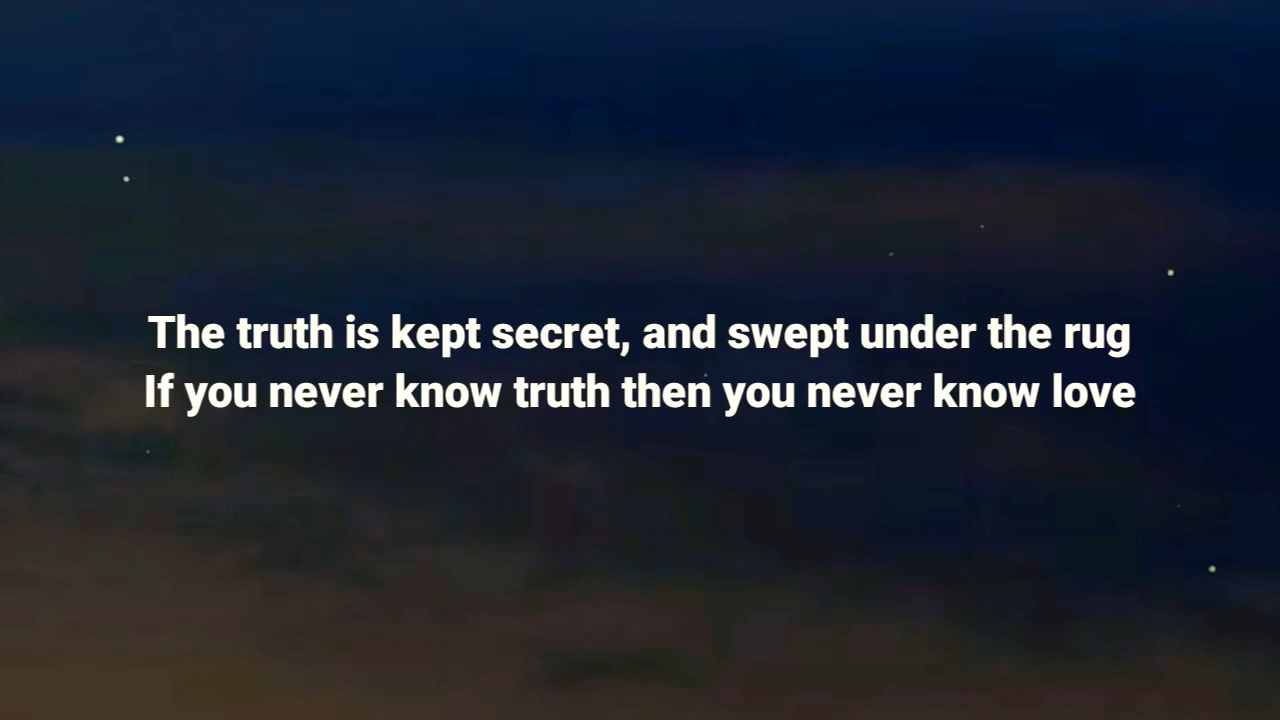 The truth is kept secret, and swept under the rug
If you never know truth then you never know love